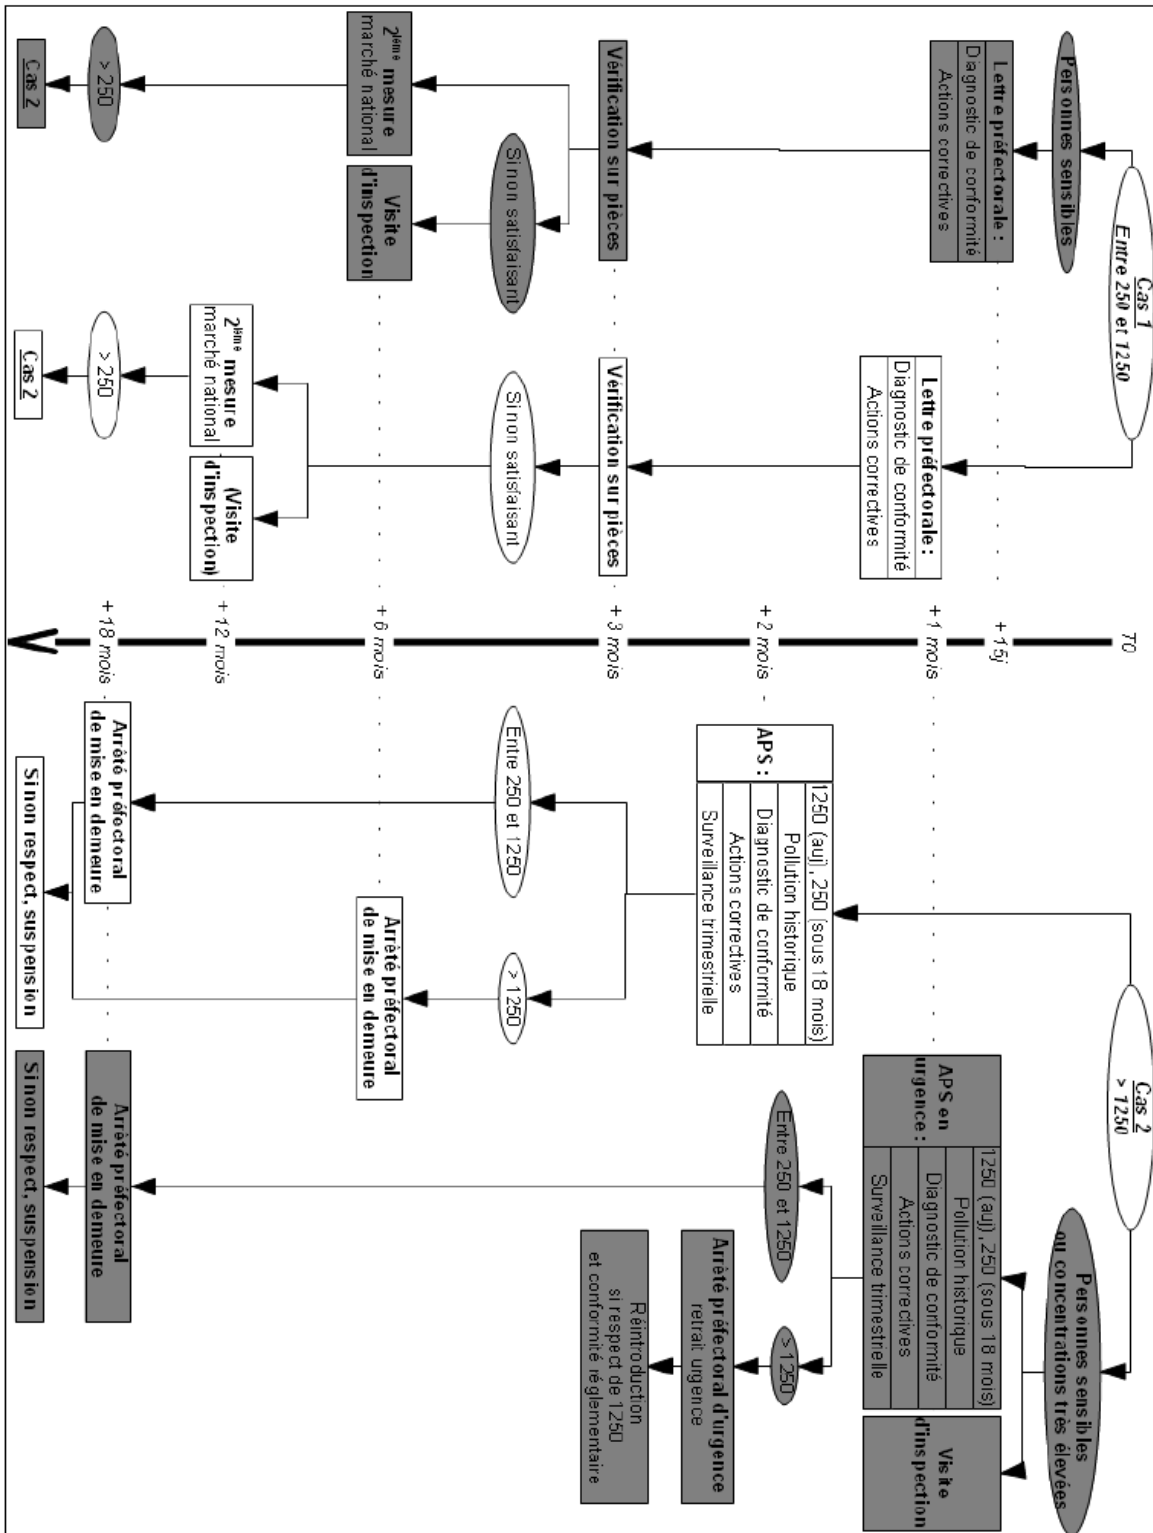 Cas 1
Entre 250 et 1250
Personnes sensibles
Lettre préfectorale :
Diagnostic de conformité
Actions correctives
Vérification sur pièces
Si non satisfaisant
2ième mesure
marché national
Visite
d'inspection
> 250
Cas 2
Lettre préfectorale :
Diagnostic de conformité
Actions correctives
Vérification sur pièces
Si non satisfaisant
2ième mesure
marché national
(Visite
d'inspection)
> 250
Cas 2
T0
+ 15j
+ 1 mois
+ 2 mois
+ 3 mois
+ 6 mois
+ 12 mois
+ 18 mois
Cas 2
> 1250
APS :
1250 (auj), 250 (sous 18 mois)
Pollution historique
Diagnostic de conformité
Actions correctives
Surveillance trimestrielle
Entre 250 et 1250
> 1250
Arrêté préfectoral
de mise en demeure
Arrêté préfectoral
de mise en demeure
Si non respect, suspension
Personnes sensibles
ou concentrations très élevées
APS en
urgence :
1250 (auj), 250 (sous 18 mois)
Pollution historique
Diagnostic de conformité
Actions correctives
Surveillance trimestrielle
Visite
d'inspection
Entre 250 et 1250
> 1250
Arrêté préfectoral d'urgence
retrait urgence
Réintroduction
si respect de 1250
et conformité réglementaire
Arrêté préfectoral
de mise en demeure
Si non respect, suspension